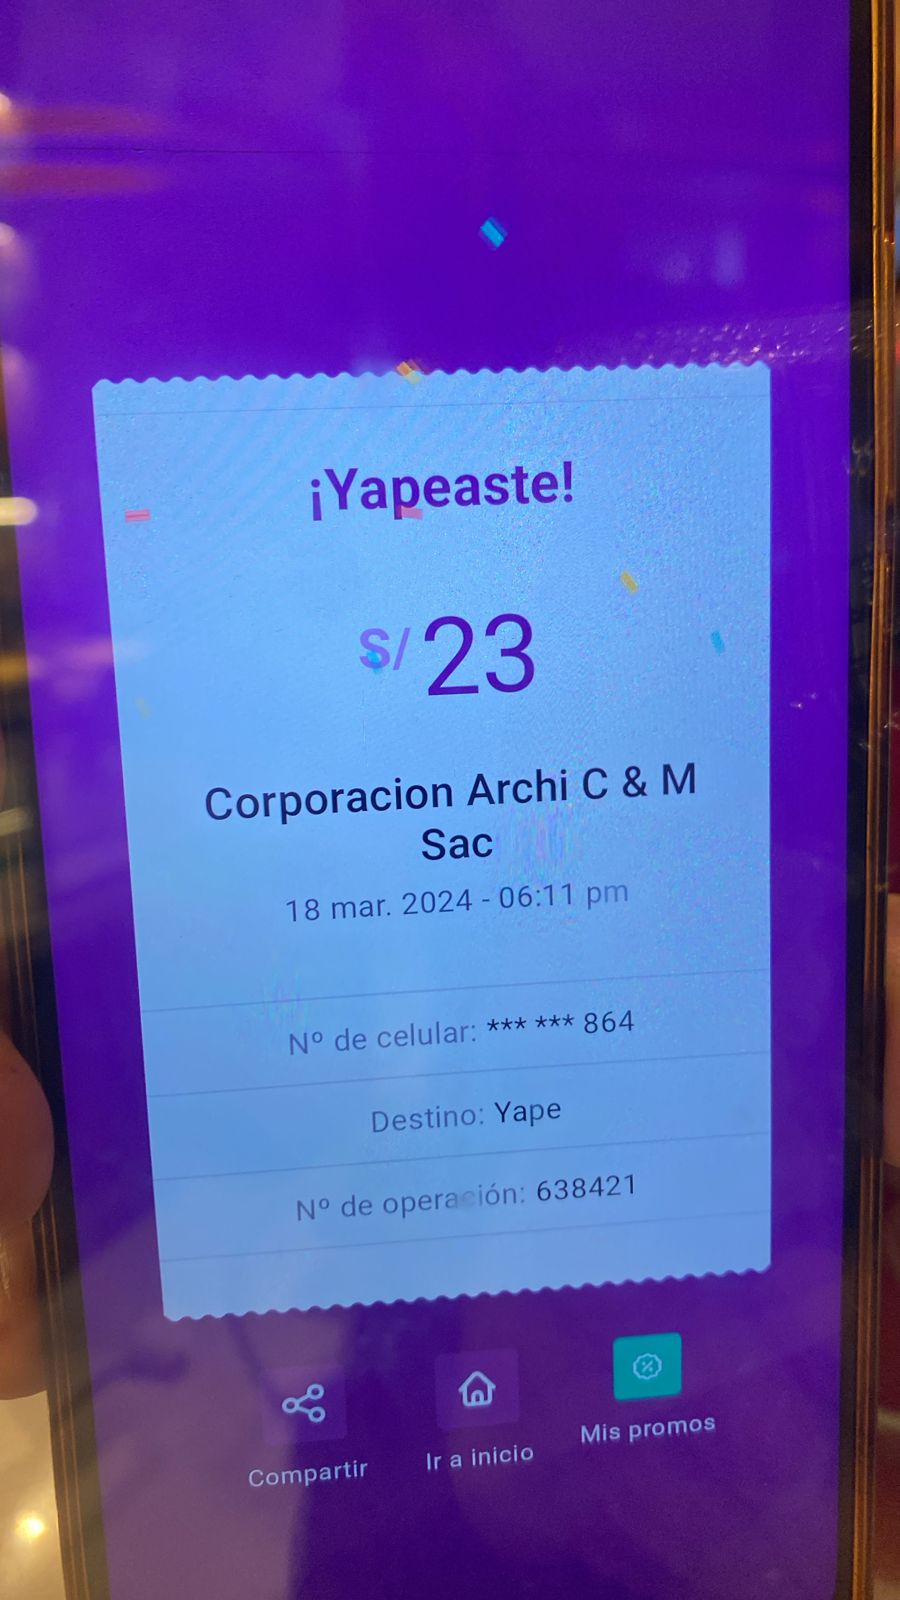 ¡Yapeaste!
S/ 23
Corporacion Archi C & M
Sac
18 mar. 2024 - 06:11 pm
Nº de celular: *** *** 864
Destino: Yape
Nº de operación: 638421
Compartir
Ir a inicio
Mis promos